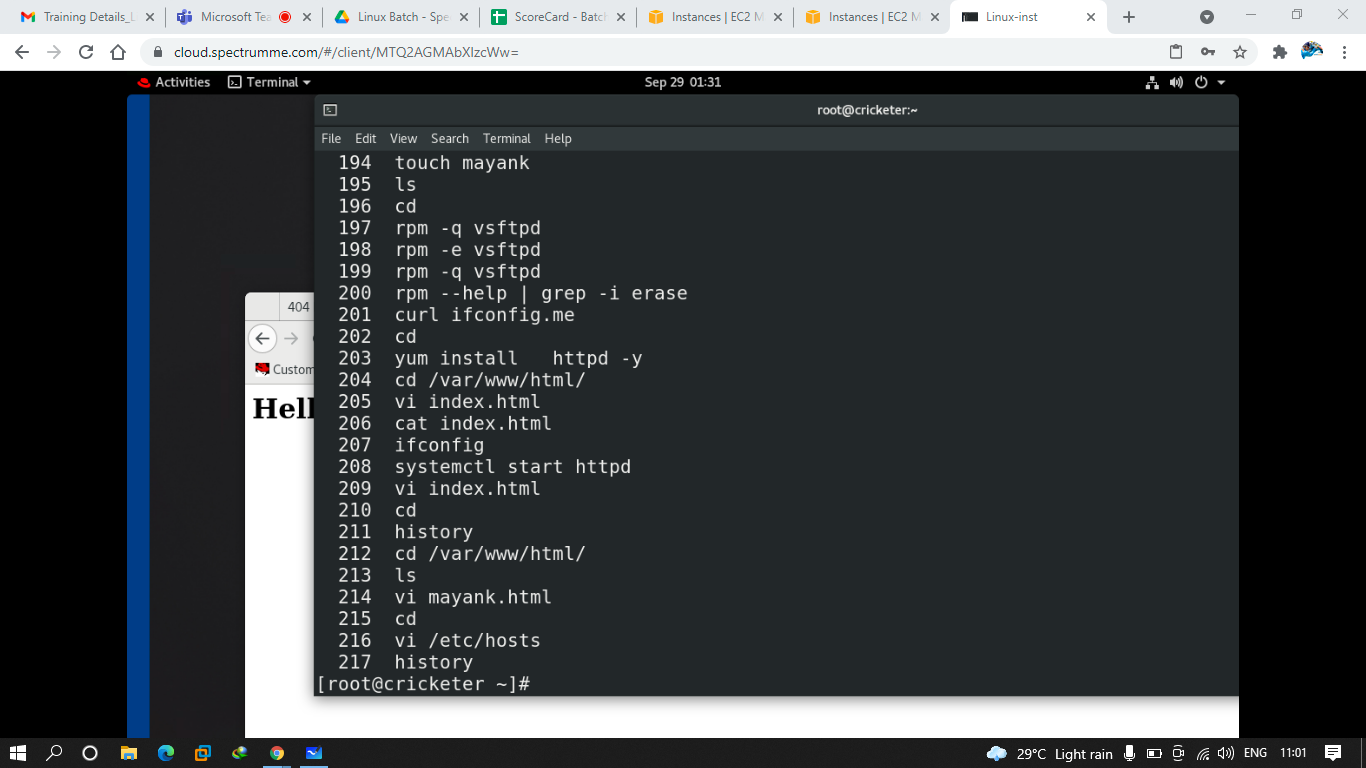 Training Details_L
Microsoft Tea
Linux Batch - Spe
ScoreCard - Batch
Instances | EC2 M
Instances | EC2 M
Linux-inst
cloud.spectrumme.com/#/client/MTQ2AGMAbXlzcWw=
Activities
Terminal
Sep 29 01:31
root@cricketer:~
File Edit View Search Terminal Help
194 touch mayank
195 ls
196 cd
197 rpm -q vsftpd
198 rpm -e vsftpd
199 rpm -q vsftpd
200 rpm --help | grep -i erase
201 curl ifconfig.me
202 cd
203 yum install   httpd -y
204 cd /var/www/html/
205 vi index.html
206 cat index.html
207 ifconfig
208 systemctl start httpd
209 vi index.html
210 cd
211 history
212 cd /var/www/html/
213 ls
214 vi mayank.html
215 cd
216 vi /etc/hosts
217 history
[root@cricketer ~]#
404
Custom
Hell
29°C Light rain
ENG
11:01